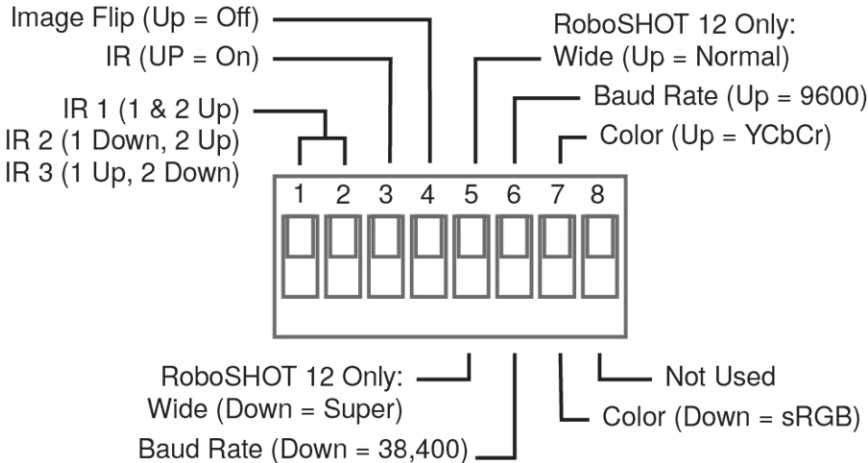 Image Flip (Up = Off)
IR (UP = On)
IR 1 (1 & 2 Up)
IR 2 (1 Down, 2 Up)
IR 3 (1 Up, 2 Down)
RoboSHOT 12 Only:
Wide (Up = Normal)
Baud Rate (Up = 9600)
Color (Up = YCbCr)
1 2 3 4 5 6 7 8
RoboSHOT 12 Only:
Wide (Down = Super)
Baud Rate (Down = 38,400)
Not Used
Color (Down = sRGB)